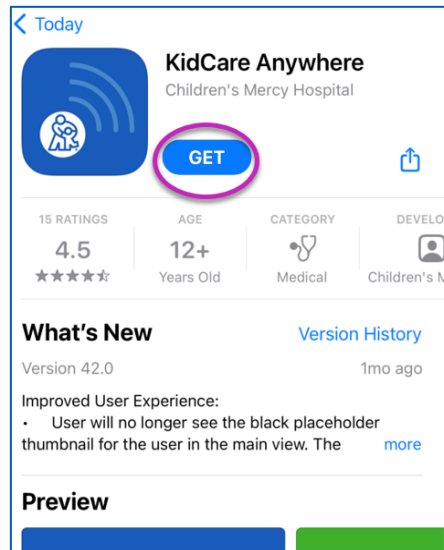 Today
KidCare Anywhere
Children's Mercy Hospital
GET
15 RATINGS
AGE
CATEGORY
DEVELO
4.5
12+
Years Old
Medical
Children's M
What's New
Version History
Version 42.0
1mo ago
Improved User Experience:
• User will no longer see the black placeholder
thumbnail for the user in the main view. The more
Preview